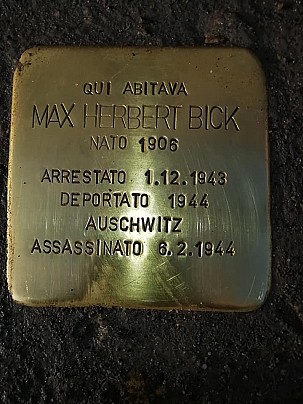 QUI ABITAVA
MAX HERBERT BICK
NATO 1906
ARRESTATO 1.12.1943
DEPORTATO 1944
AUSCHWITZ
ASSASSINATO 6.2.1944